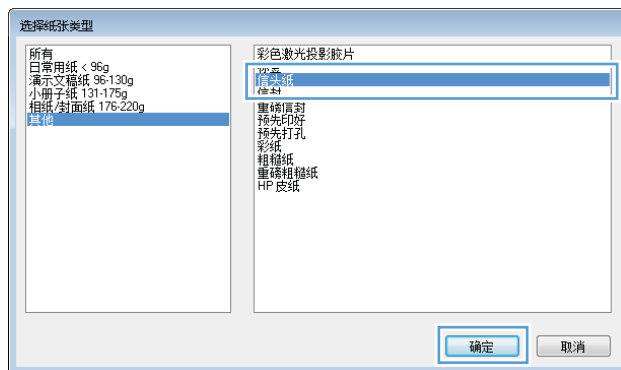 选择纸张类型
所有
日常用纸 < 96g
演示文稿纸 96-130g
小册子纸 131-175g
相纸/封面纸 176-220g
其他
彩色激光投影胶片
标签
信头纸
信封
重磅信封
预先印好
预先打孔
彩纸
粗糙纸
重磅粗糙纸
HP 皮纸
确定
取消